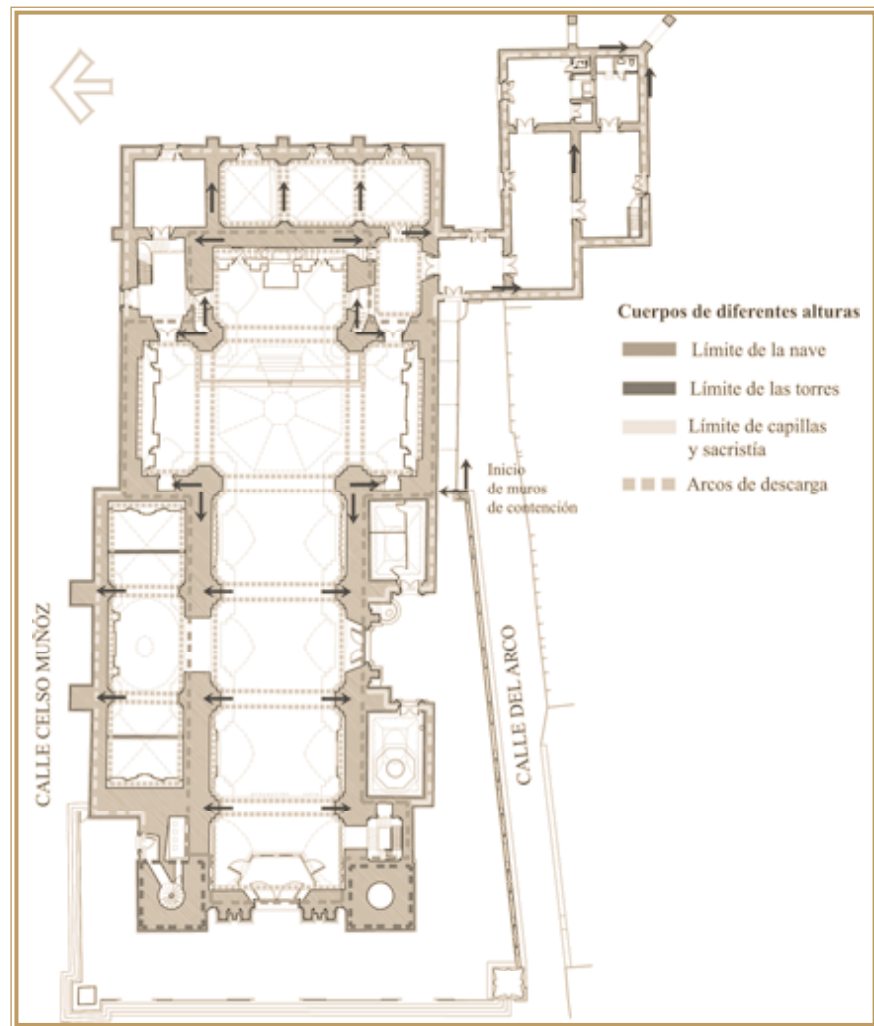 Cuerpos de diferentes alturas
Límite de la nave
Límite de las torres
Límite de capillas
y sacristía
Arcos de descarga
Inicio
de muros
de contención
CALLE CELSO MUÑÓZ
CALLE DEL ARCO